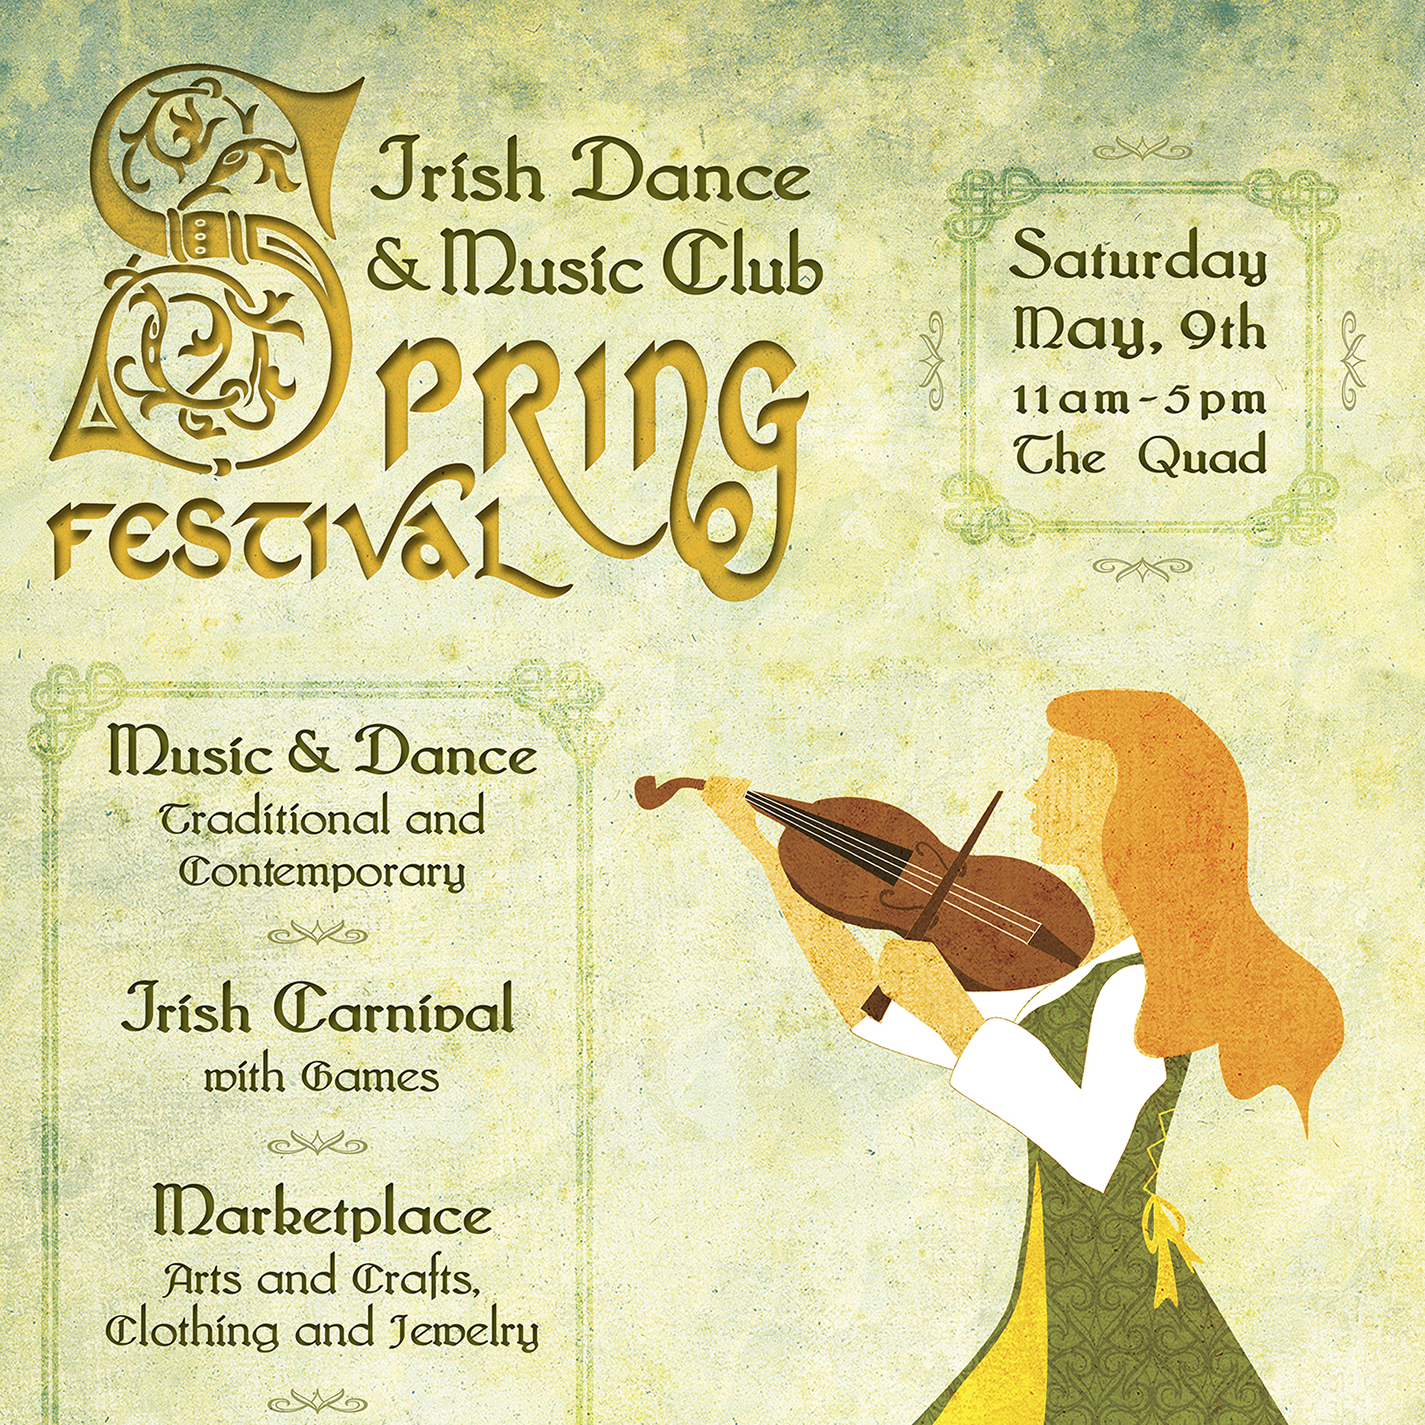 Irish Dance
& Music Club
Spring
Festival
Saturday
May, 9th
11am-5pm
The Quad
Music & Dance
Traditional and
Contemporary
Irish Carnival
with Games
Marketplace
Arts and Crafts,
Clothing and Jewelry